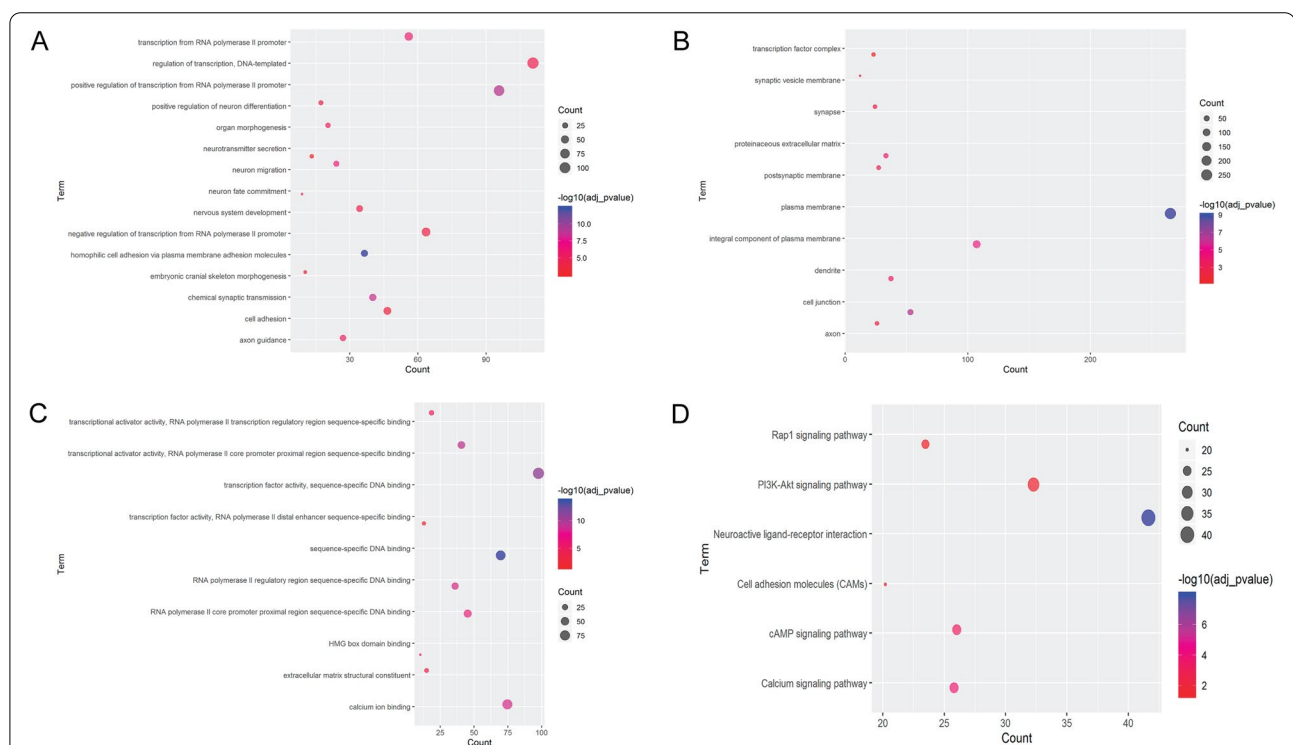 A
transcription from RNA polymerase II promoter
regulation of transcription, DNA-templated
positive regulation of transcription from RNA polymerase II promoter
positive regulation of neuron differentiation
organ morphogenesis
neurotransmitter secretion
neuron migration
neuron fate commitment
nervous system development
negative regulation of transcription from RNA polymerase II promoter
homophilic cell adhesion via plasma membrane adhesion molecules
embryonic cranial skeleton morphogenesis
chemical synaptic transmission
cell adhesion
axon guidance
Term
30 60 90
Count
Count
25
50
75
100
-log10(adj_pvalue)
10.0
7.5
5.0
B
transcription factor complex
synaptic vesicle membrane
synapse
proteinaceous extracellular matrix
postsynaptic membrane
plasma membrane
integral component of plasma membrane
dendrite
cell junction
axon
Term
0 100 200
Count
Count
50
100
150
200
250
-log10(adj_pvalue)
9
7
5
3
C
transcriptional activator activity, RNA polymerase II transcription regulatory region sequence-specific binding
transcriptional activator activity, RNA polymerase II core promoter proximal region sequence-specific binding
transcription factor activity, sequence-specific DNA binding
transcription factor activity, RNA polymerase II distal enhancer sequence-specific binding
sequence-specific DNA binding
RNA polymerase II regulatory region sequence-specific DNA binding
RNA polymerase II core promoter proximal region sequence-specific DNA binding
HMG box domain binding
extracellular matrix structural constituent
calcium ion binding
Term
25 50 75 100
Count
-log10(adj_pvalue)
10
5
Count
25
50
75
D
Rap1 signaling pathway
PI3K-Akt signaling pathway
Neuroactive ligand-receptor interaction
Cell adhesion molecules (CAMs)
cAMP signaling pathway
Calcium signaling pathway
Term
20 25 30 35 40
Count
Count
20
25
30
35
40
-log10(adj_pvalue)
6
4
2